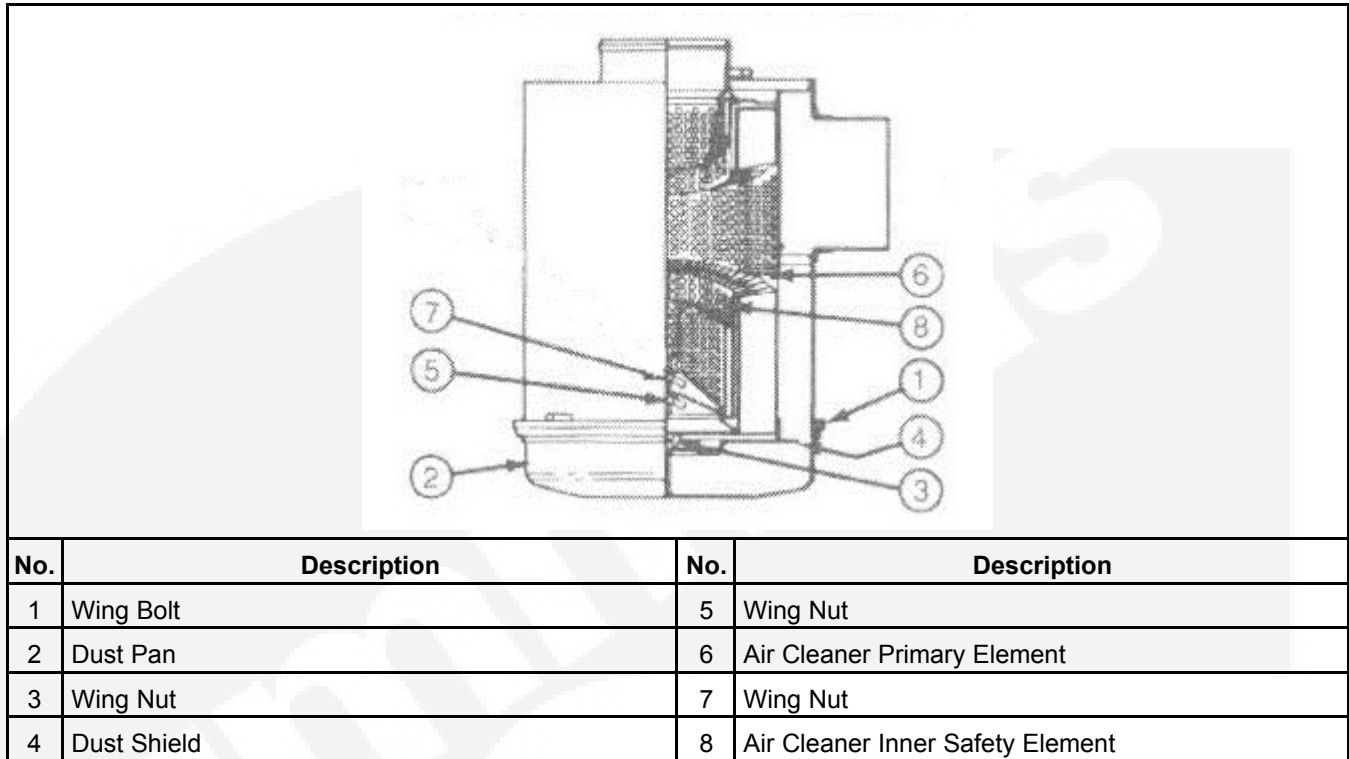 6
7
8
5
1
4
2
3
No. Description No. Description
1 Wing Bolt 5 Wing Nut
2 Dust Pan 6 Air Cleaner Primary Element
3 Wing Nut 7 Wing Nut
4 Dust Shield 8 Air Cleaner Inner Safety Element